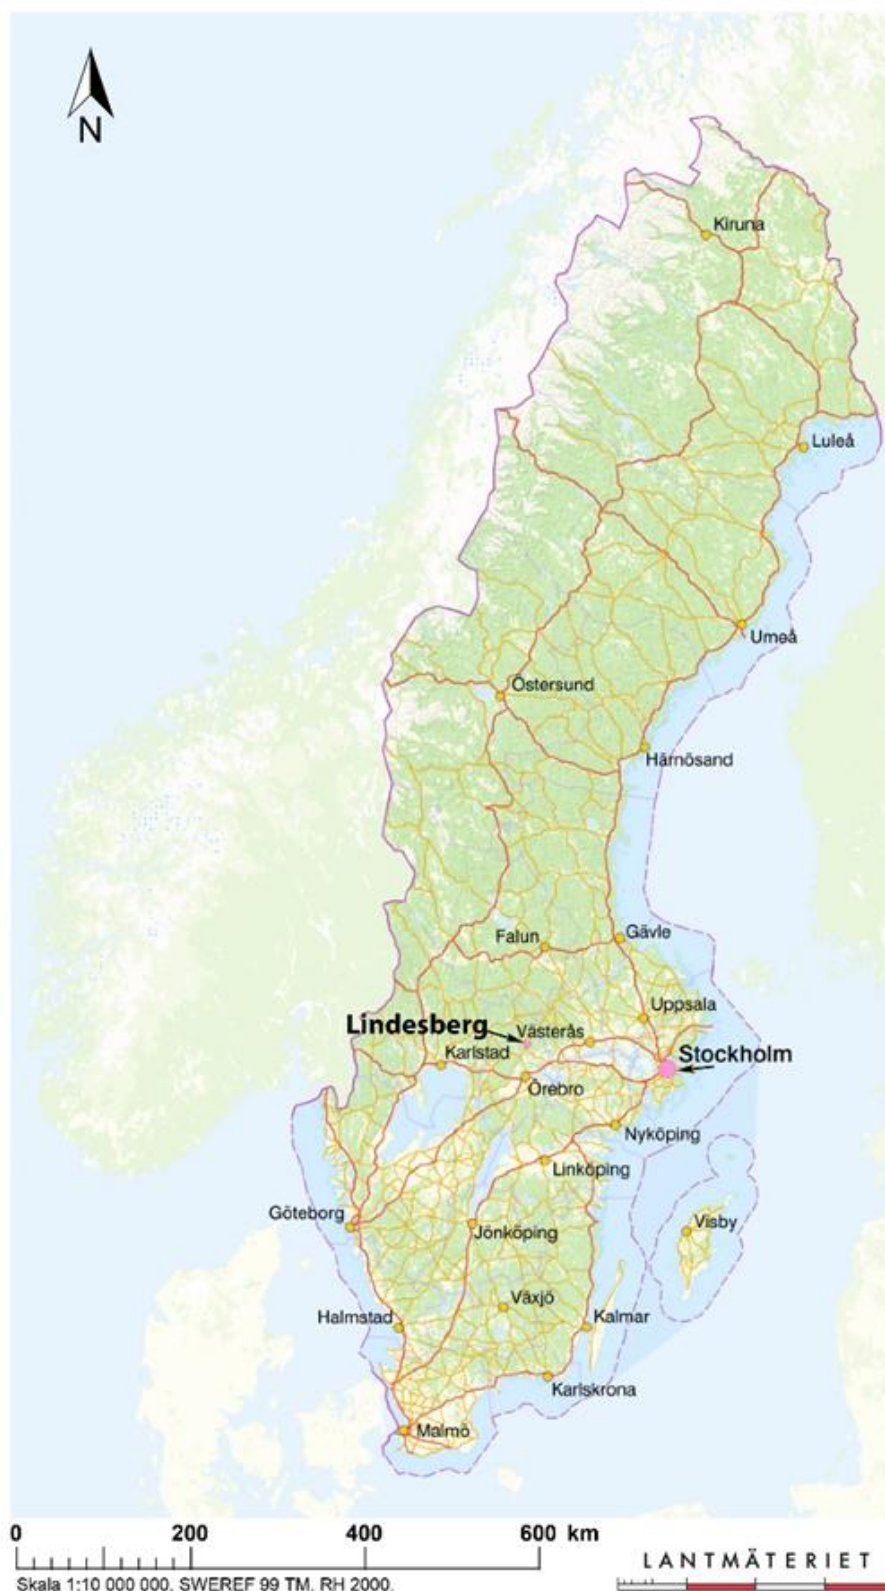 N
Kiruna
Luleå
Umeå
Östersund
Härnösand
Falun
Gävle
Uppsala
Lindesberg
Västerås
Karlstad
Stockholm
Örebro
Nyköping
Linköping
Göteborg
Visby
Jönköping
Växjö
Halmstad
Kalmar
Karlskrona
Malmö
0 200 400 600 km
LANTMÄTERIET
Skala 1:10 000 000, SWEREF 99 TM, RH 2000.